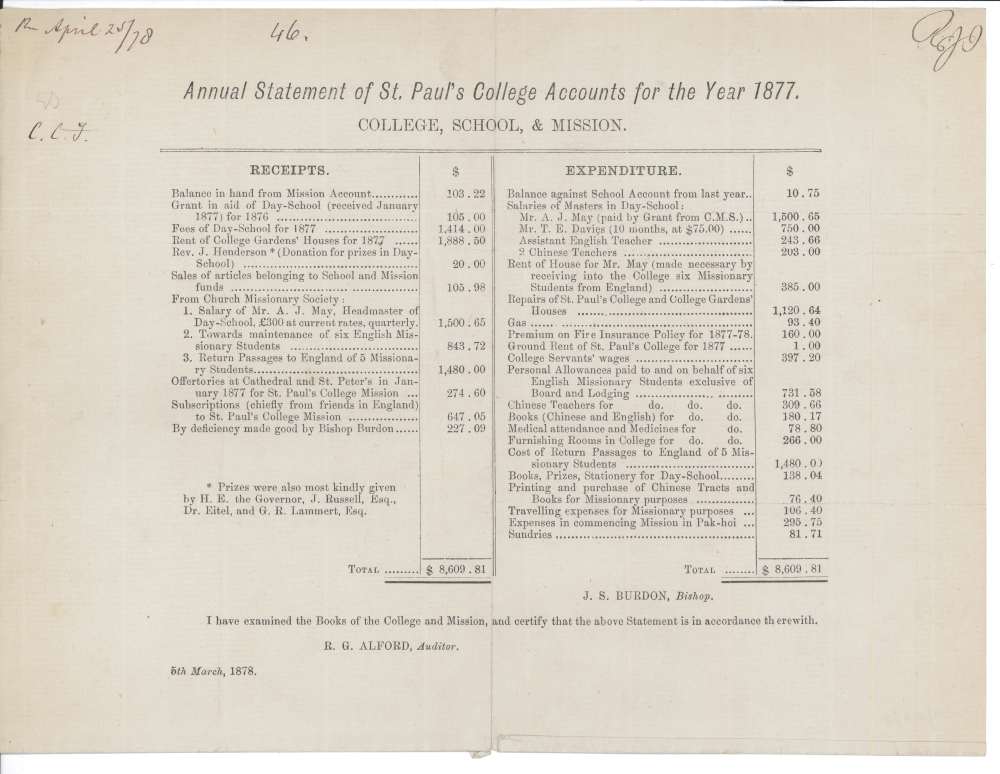 Rn April 25/78
46.
C. C. J.
Annual Statement of St. Paul's College Accounts for the Year 1877.
COLLEGE, SCHOOL, & MISSION.
RECEIPTS. $
Balance in hand from Mission Account............ 103.22
Grant in aid of Day-School (received January
1877) for 1876 .................................... 105.00
Fees of Day-School for 1877 ........................ 1,414.00
Rent of College Gardens' Houses for 1877 ...... 1,888.50
Rev. J. Henderson * (Donation for prizes in Day-
School) ............................................. 20.00
Sales of articles belonging to School and Mission
funds ................................................ 105.98
From Church Missionary Society :
1. Salary of Mr. A. J. May, Headmaster of
Day-School, £300 at current rates, quarterly. 1,500.65
2. Towards maintenance of six English Mis-
sionary Students .................................. 843.72
3. Return Passages to England of 5 Missiona-
ry Students........................................ 1,480.00
Offertories at Cathedral and St. Peter's in Jan-
uary 1877 for St. Paul's College Mission ... 274.60
Subscriptions (chiefly from friends in England)
to St. Paul's College Mission .................. 647.05
By deficiency made good by Bishop Burdon...... 227.09
* Prizes were also most kindly given
by H. E. the Governor, J. Russell, Esq.,
Dr. Eitel, and G. R. Lammert, Esq.
TOTAL ......... $ 8,609.81
EXPENDITURE. $
Balance against School Account from last year.. 10.75
Salaries of Masters in Day-School :
Mr. A. J. May (paid by Grant from C.M.S.) .. 1,500.65
Mr. T. E. Davies (10 months, at $75.00) ...... 750.00
Assistant English Teacher ........................ 243.66
2 Chinese Teachers ................................. 203.00
Rent of House for Mr. May (made necessary by
receiving into the College six Missionary
Students from England) ........................ 385.00
Repairs of St. Paul's College and College Gardens'
Houses ............................................. 1,120.64
Gas ...................................................... 93.40
Premium on Fire Insurance Policy for 1877-78. 160.00
Ground Rent of St. Paul's College for 1877 ...... 1.00
College Servants' wages .............................. 397.20
Personal Allowances paid to and on behalf of six
English Missionary Students exclusive of
Board and Lodging .............................. 731.58
Chinese Teachers for do. do. do. 309.66
Books (Chinese and English) for do. do. 180.17
Medical attendance and Medicines for do. 78.80
Furnishing Rooms in College for do. do. 266.00
Cost of Return Passages to England of 5 Mis-
sionary Students ................................. 1,480.00
Books, Prizes, Stationery for Day-School......... 138.04
Printing and purchase of Chinese Tracts and
Books for Missionary purposes ............... 76.40
Travelling expenses for Missionary purposes ... 106.40
Expenses in commencing Mission in Pak-hoi ... 295.75
Sundries ................................................ 81.71
TOTAL ........ $ 8,609.81
J. S. BURDON, Bishop.
I have examined the Books of the College and Mission, and certify that the above Statement is in accordance therewith.
R. G. ALFORD, Auditor.
5th March, 1878.